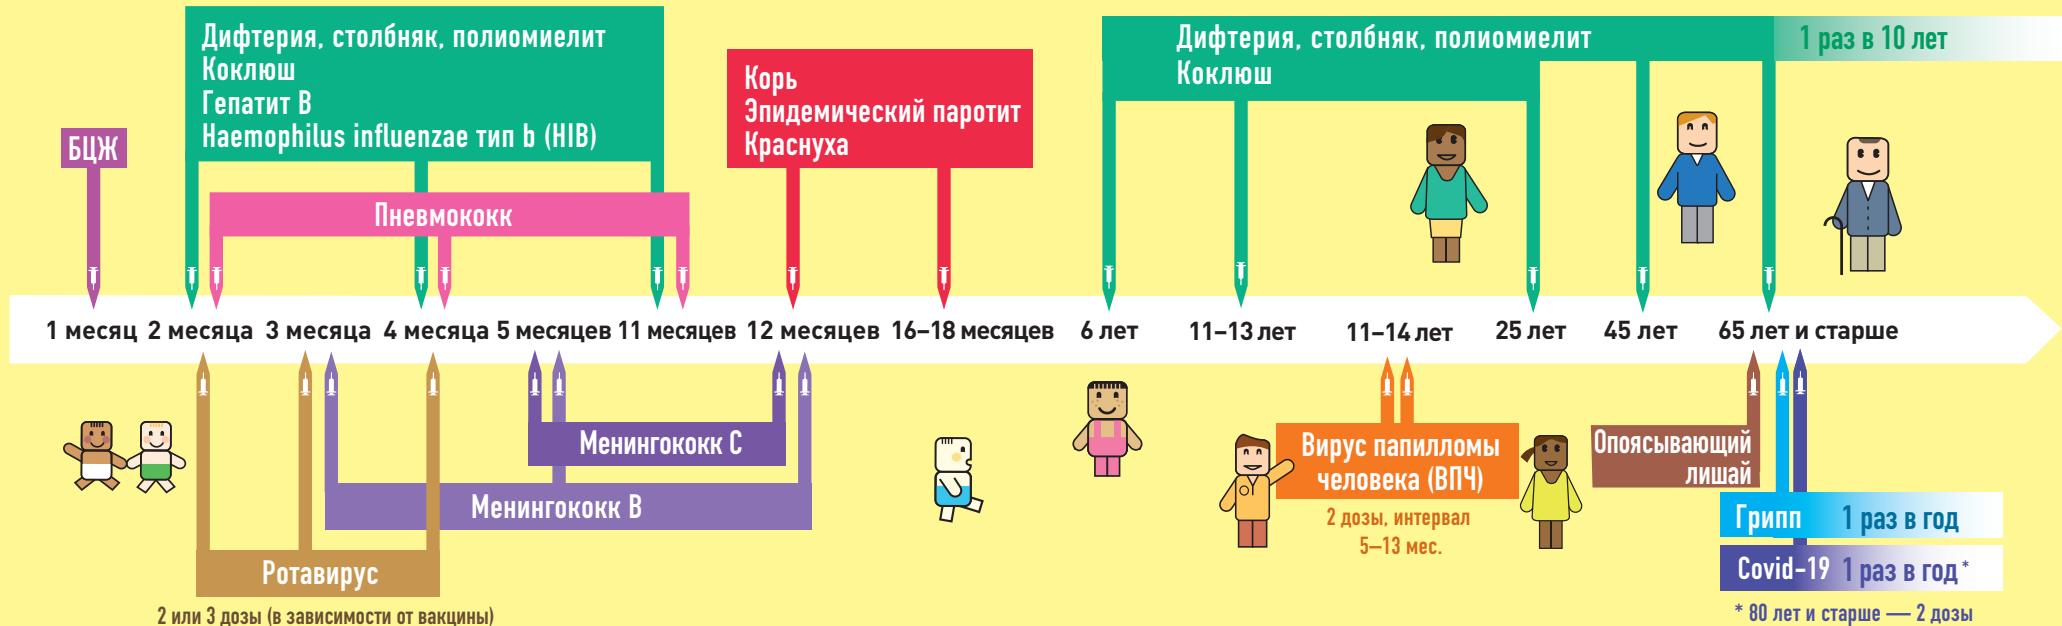 Дифтерия, столбняк, полиомиелит
Коклюш
Гепатит В
Haemophilus influenzae тип b (HIB)
БЦЖ
Пневмококк
Корь
Эпидемический паротит
Краснуха
Дифтерия, столбняк, полиомиелит
Коклюш
1 раз в 10 лет
1 месяц 2 месяца 3 месяца 4 месяца 5 месяцев 11 месяцев 12 месяцев 16–18 месяцев 6 лет 11–13 лет 11–14 лет 25 лет 45 лет 65 лет и старше
Менингококк С
Менингококк В
Ротавирус
2 или 3 дозы (в зависимости от вакцины)
Вирус папилломы
человека (ВПЧ)
2 дозы, интервал
5–13 мес.
Опоясывающий
лишай
Грипп 1 раз в год
Covid-19 1 раз в год *
* 80 лет и старше — 2 дозы